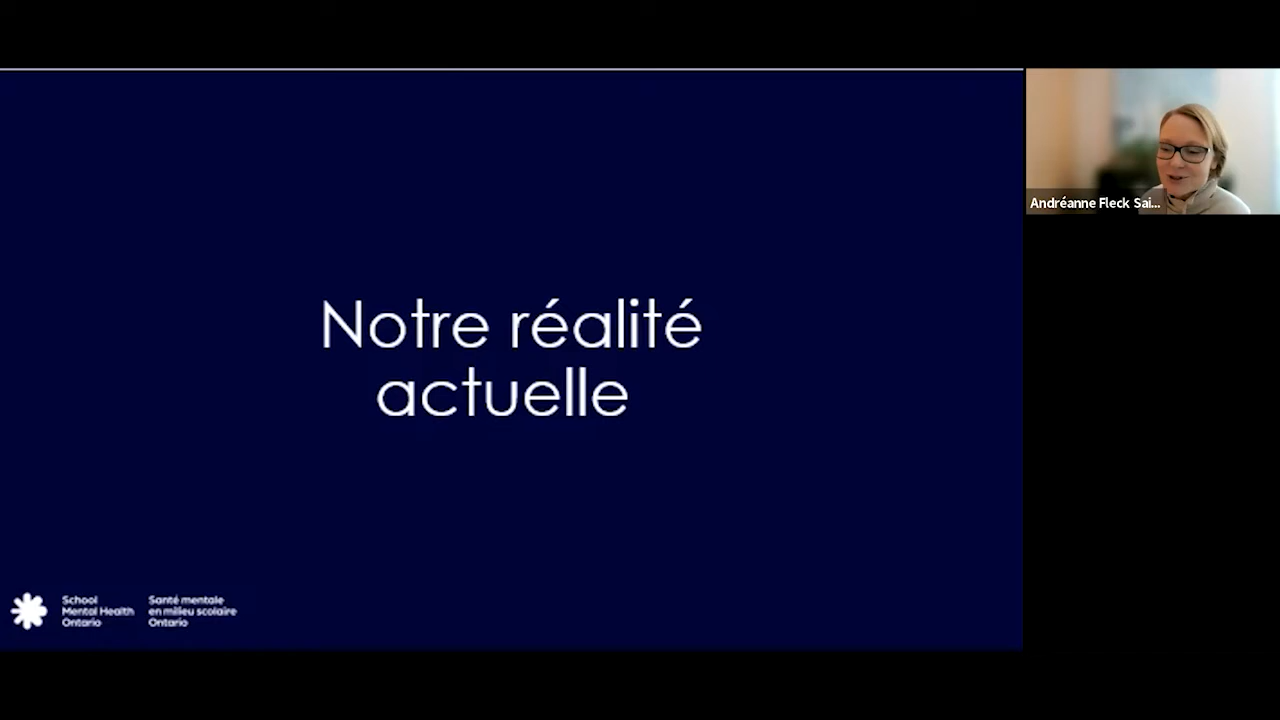 Notre réalité
actuelle
Andréanne Fleck Sai...
School
Mental Health
Ontario
Santé mentale
en milieu scolaire
Ontario